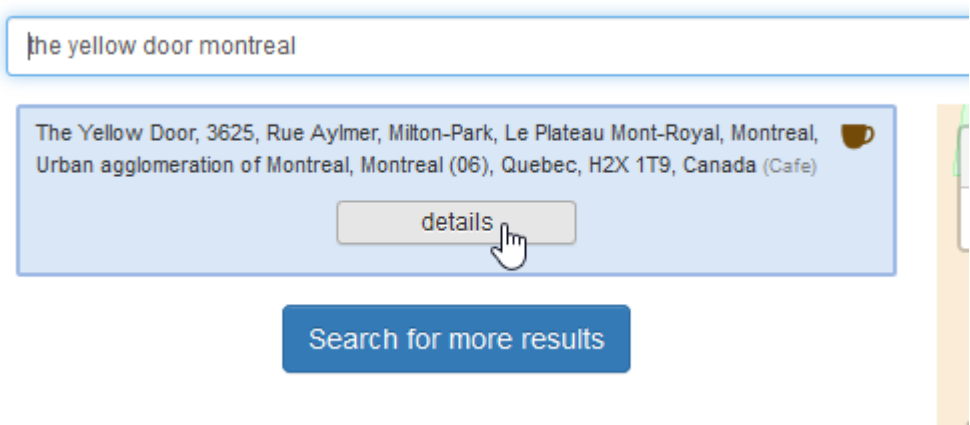 the yellow door montreal
The Yellow Door, 3625, Rue Aylmer, Milton-Park, Le Plateau Mont-Royal, Montreal,
Urban agglomeration of Montreal, Montreal (06), Quebec, H2X 1T9, Canada (Cafe)
details
Search for more results